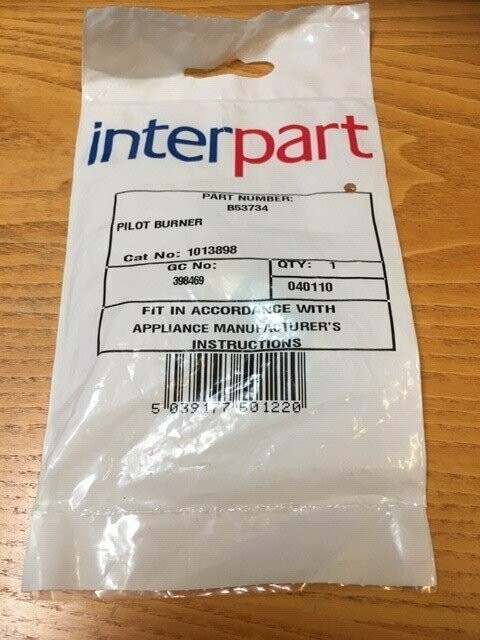 interpart
PART NUMBER:
B53734
PILOT BURNER
Cat No: 1013898
GC No:
398469
QTY: 1
040110
FIT IN ACCORDANCE WITH
APPLIANCE MANUFACTURER'S
INSTRUCTIONS
5 039177 501220